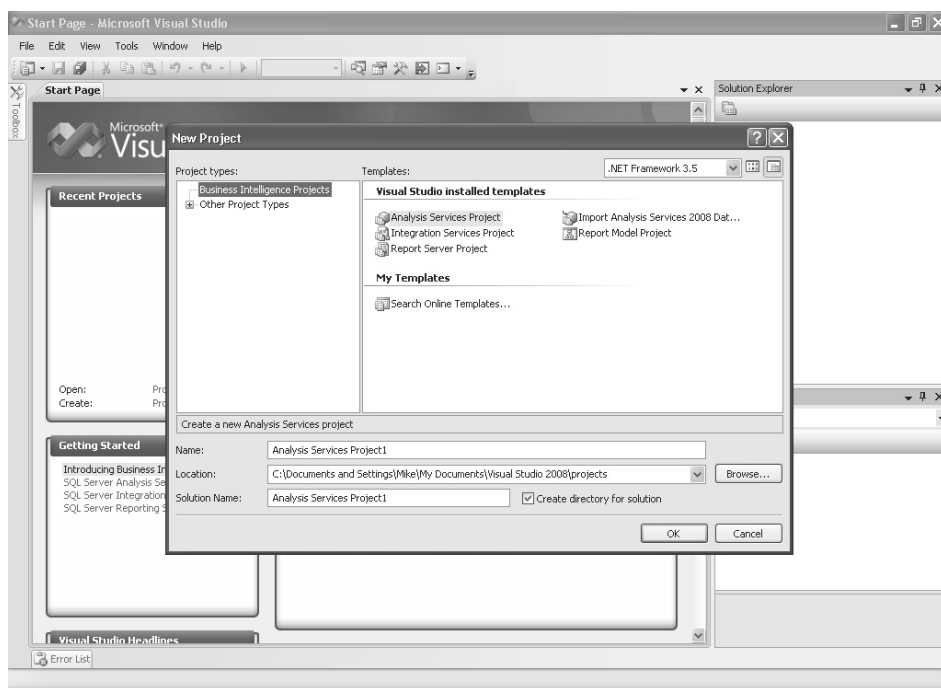 Start Page - Microsoft Visual Studio
File Edit View Tools Window Help
Toolbox
Start Page
Solution Explorer
Microsoft
Visu
Recent Projects
Open: Pro
Create: Pro
Getting Started
Introducing Business In
SQL Server Analysis Se
SQL Server Integration
SQL Server Reporting S
Visual Studio Headlines
New Project
Project types:
Business Intelligence Projects
Other Project Types
Templates:
.NET Framework 3.5
Visual Studio installed templates
Analysis Services Project
Import Analysis Services 2008 Dat...
Integration Services Project
Report Model Project
Report Server Project
My Templates
Search Online Templates...
Create a new Analysis Services project
Name: Analysis Services Project1
Location: C:\Documents and Settings\Mike\My Documents\Visual Studio 2008\projects Browse...
Solution Name: Analysis Services Project1 Create directory for solution
OK Cancel
Error List